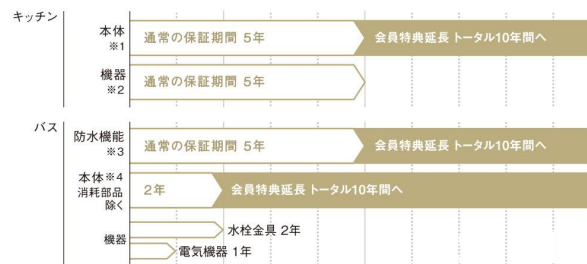 キッチン
本体
※1
通常の保証期間 5年
会員特典延長 トータル10年間へ
機器
※2
通常の保証期間 5年
バス
防水機能
※3
通常の保証期間 5年
会員特典延長 トータル10年間へ
本体※4
消耗部品
除く
2年
会員特典延長 トータル10年間へ
機器
水栓金具 2年
電気機器 1年